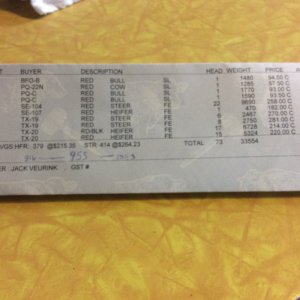 BUYER DESCRIPTION HEAD WEIGHT PRICE
BFO-B RED BULL SL 1 1480 94.50 C
PQ-22N RED COW SL 1 1285 97.50 C
PQ-C RED BULL SL 1 1770 93.00 C
PQ-C RED BULL SL 1 1590 93.50 C
SE-104 RED STEER FE 22 9690 258.00 C
SE-107 RED HEIFER FE 1 470 182.00 C
TX-19 RED STEER FE 6 2467 270.00 C
TX-19 RED STEER FE 8 2750 281.00 C
TX-20 RD/BLK HEIFER FE 17 6728 214.00 C
TX-20 RED HEIFER FE 15 5324 220.00 C
VGS:HFR: 379 @$215.35 STR: 414 @$264.23 TOTAL 73 33554
955
JACK VEURINK GST #